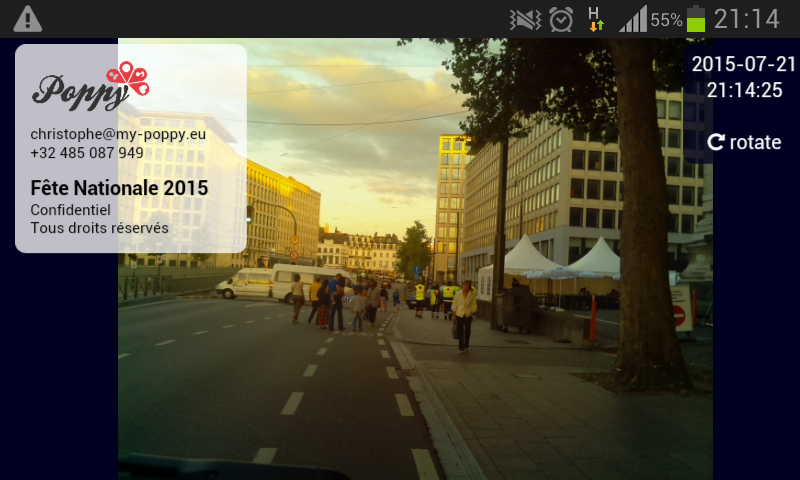 H
55%
21:14
Poppy
christophe@my-poppy.eu
+32 485 087 949
Fête Nationale 2015
Confidentiel
Tous droits réservés
2015-07-21
21:14:25
rotate